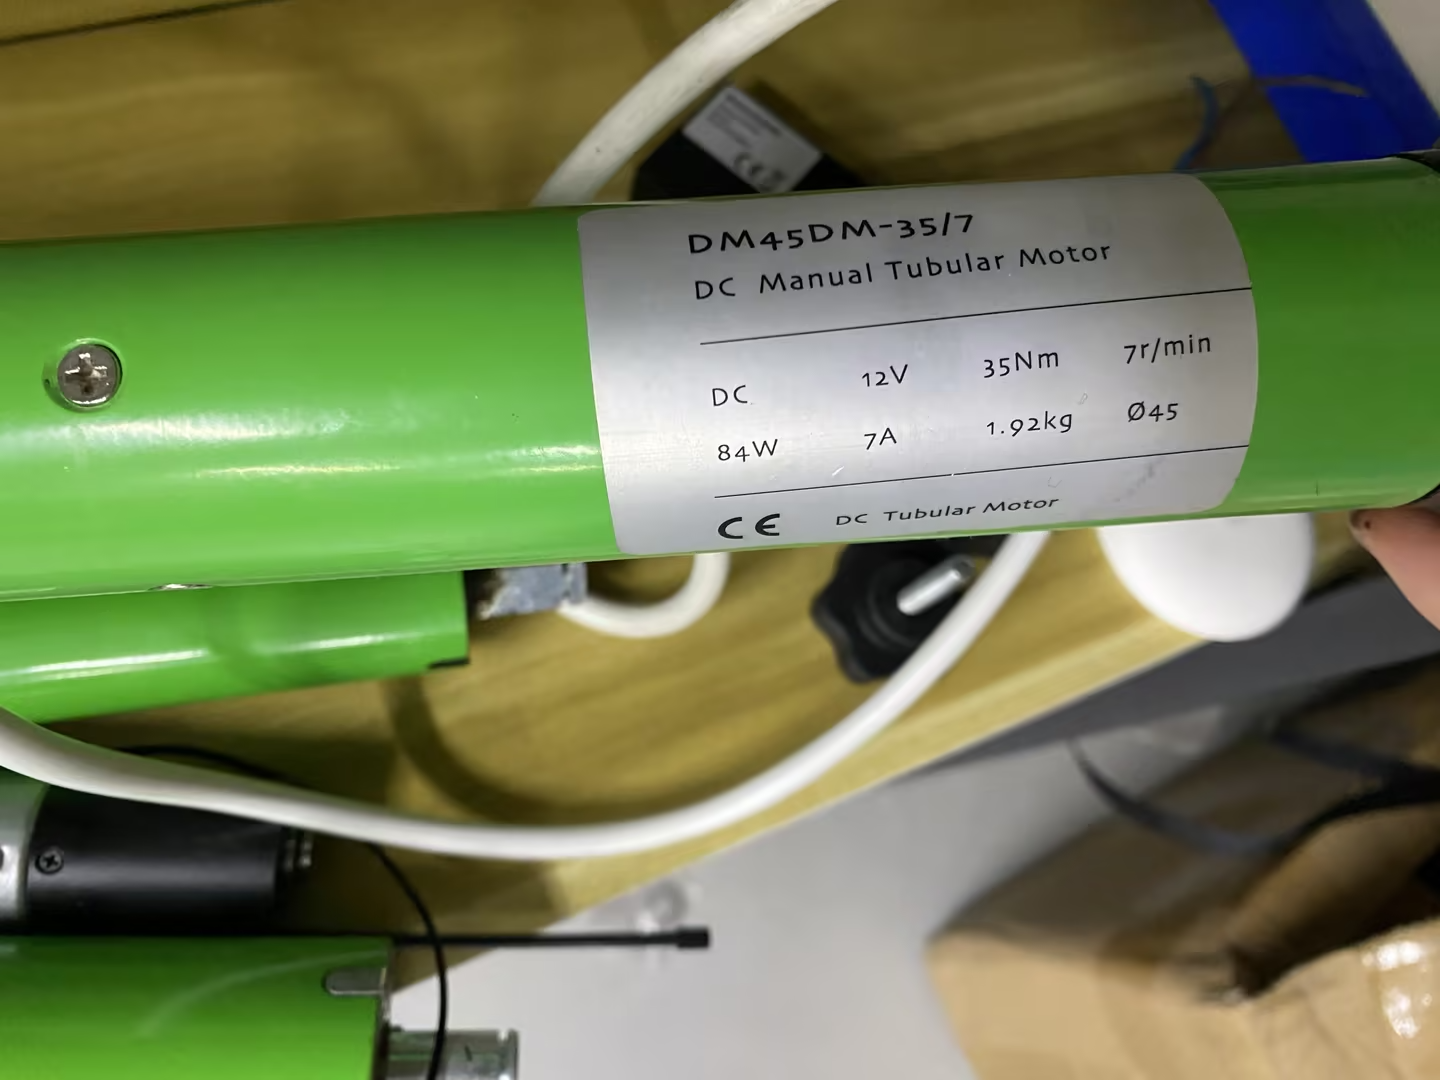 DM45DM-35/7
DC Manual Tubular Motor
DC 12V 35Nm 7r/min
84W 7A 1.92kg Ø45
CE DC Tubular Motor
CE